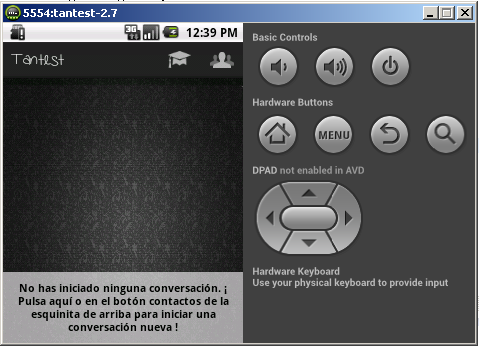 5554:tantest-2.7
3G
12:39 PM
Tantest
No has iniciado ninguna conversación. ¡
Pulsa aquí o en el botón contactos de la
esquinita de arriba para iniciar una
conversación nueva !
Basic Controls
Hardware Buttons
MENU
DPAD not enabled in AVD
Hardware Keyboard
Use your physical keyboard to provide input